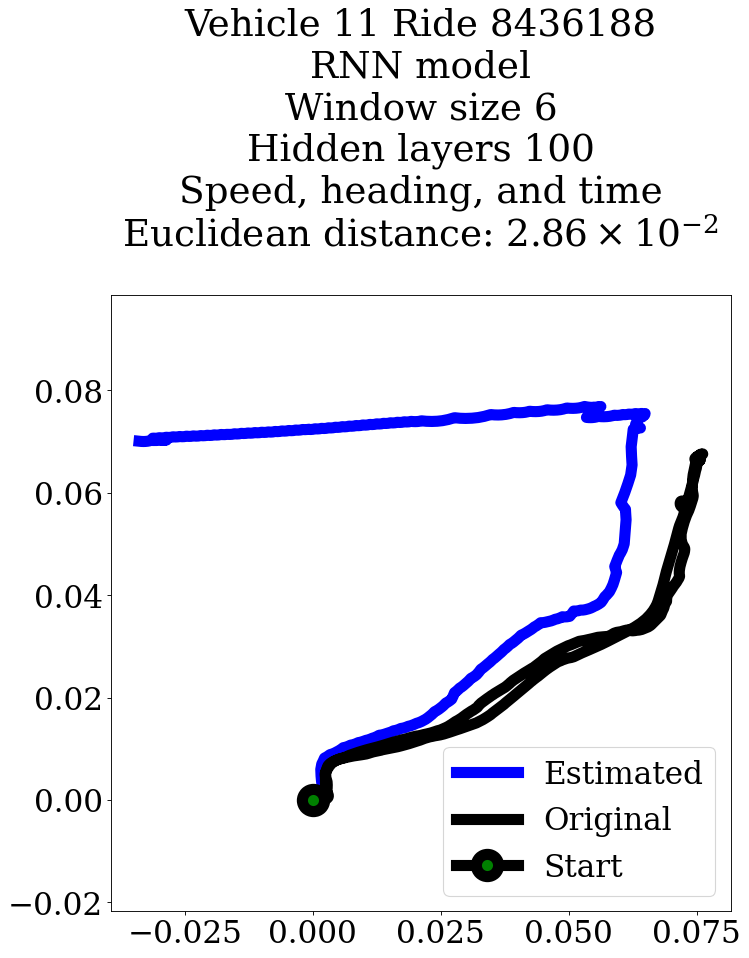 Vehicle 11 Ride 8436188
RNN model
Window size 6
Hidden layers 100
Speed, heading, and time
Euclidean distance: 2.86 × 10⁻²
0.08
0.06
0.04
0.02
0.00
−0.02
Estimated
Original
Start
−0.025 0.000 0.025 0.050 0.075